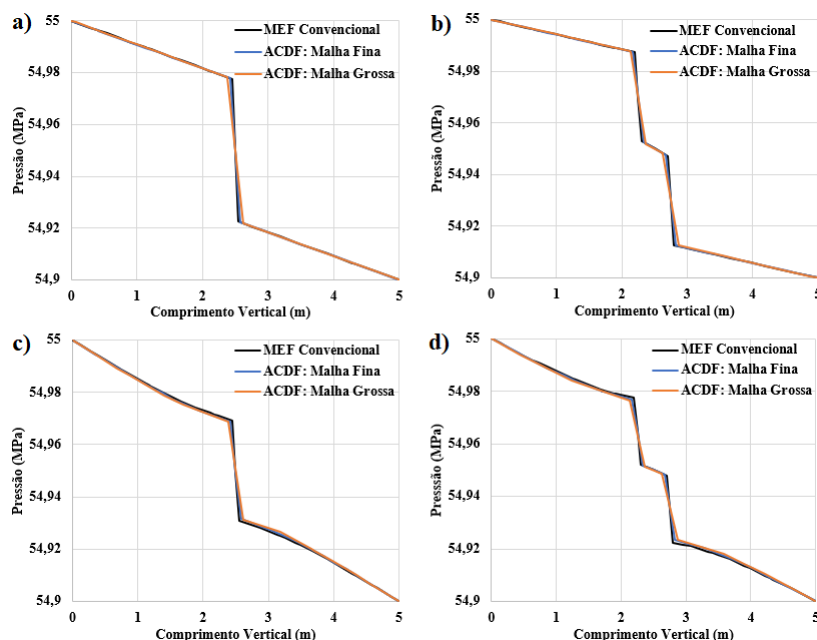 a)
55
54,98
54,96
54,94
54,92
54,9
Pressão (MPa)
MEF Convencional
ACDF: Malha Fina
ACDF: Malha Grossa
0 1 2 3 4 5
Comprimento Vertical (m)
b)
55
54,98
54,96
54,94
54,92
54,9
Pressão (MPa)
MEF Convencional
ACDF: Malha Fina
ACDF: Malha Grossa
0 1 2 3 4 5
Comprimento Vertical (m)
c)
55
54,98
54,96
54,94
54,92
54,9
Pressão (MPa)
MEF Convencional
ACDF: Malha Fina
ACDF: Malha Grossa
0 1 2 3 4 5
Comprimento Vertical (m)
d)
55
54,98
54,96
54,94
54,92
54,9
Presssão (MPa)
MEF Convencional
ACDF: Malha Fina
ACDF: Malha Grossa
0 1 2 3 4 5
Comprimento Vertical (m)